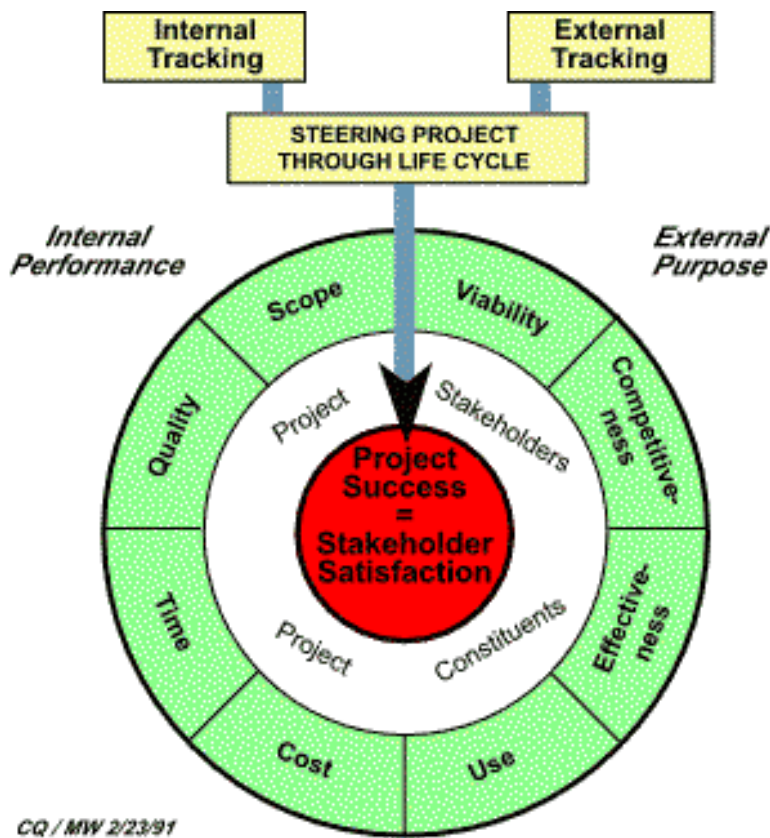 Internal
Tracking
External
Tracking
STEERING PROJECT
THROUGH LIFE CYCLE
Internal
Performance
External
Purpose
Scope
Viability
Quality
Competitive-
ness
Project
Stakeholders
Project
Success
=
Stakeholder
Satisfaction
Time
Effective-
ness
Project
Constituents
Cost
Use
CQ / MW 2/23/91